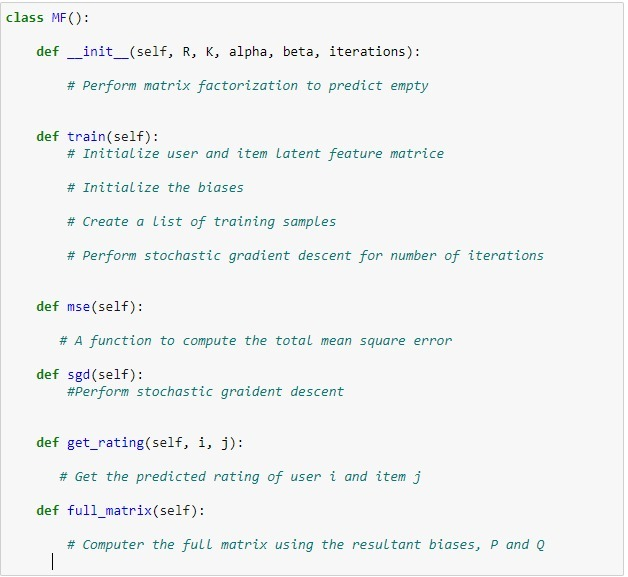 class MF():
def __init__(self, R, K, alpha, beta, iterations):
# Perform matrix factorization to predict empty
def train(self):
# Initialize user and item latent feature matrice
# Initialize the biases
# Create a list of training samples
# Perform stochastic gradient descent for number of iterations
def mse(self):
# A function to compute the total mean square error
def sgd(self):
#Perform stochastic graident descent
def get_rating(self, i, j):
# Get the predicted rating of user i and item j
def full_matrix(self):
# Computer the full matrix using the resultant biases, P and Q